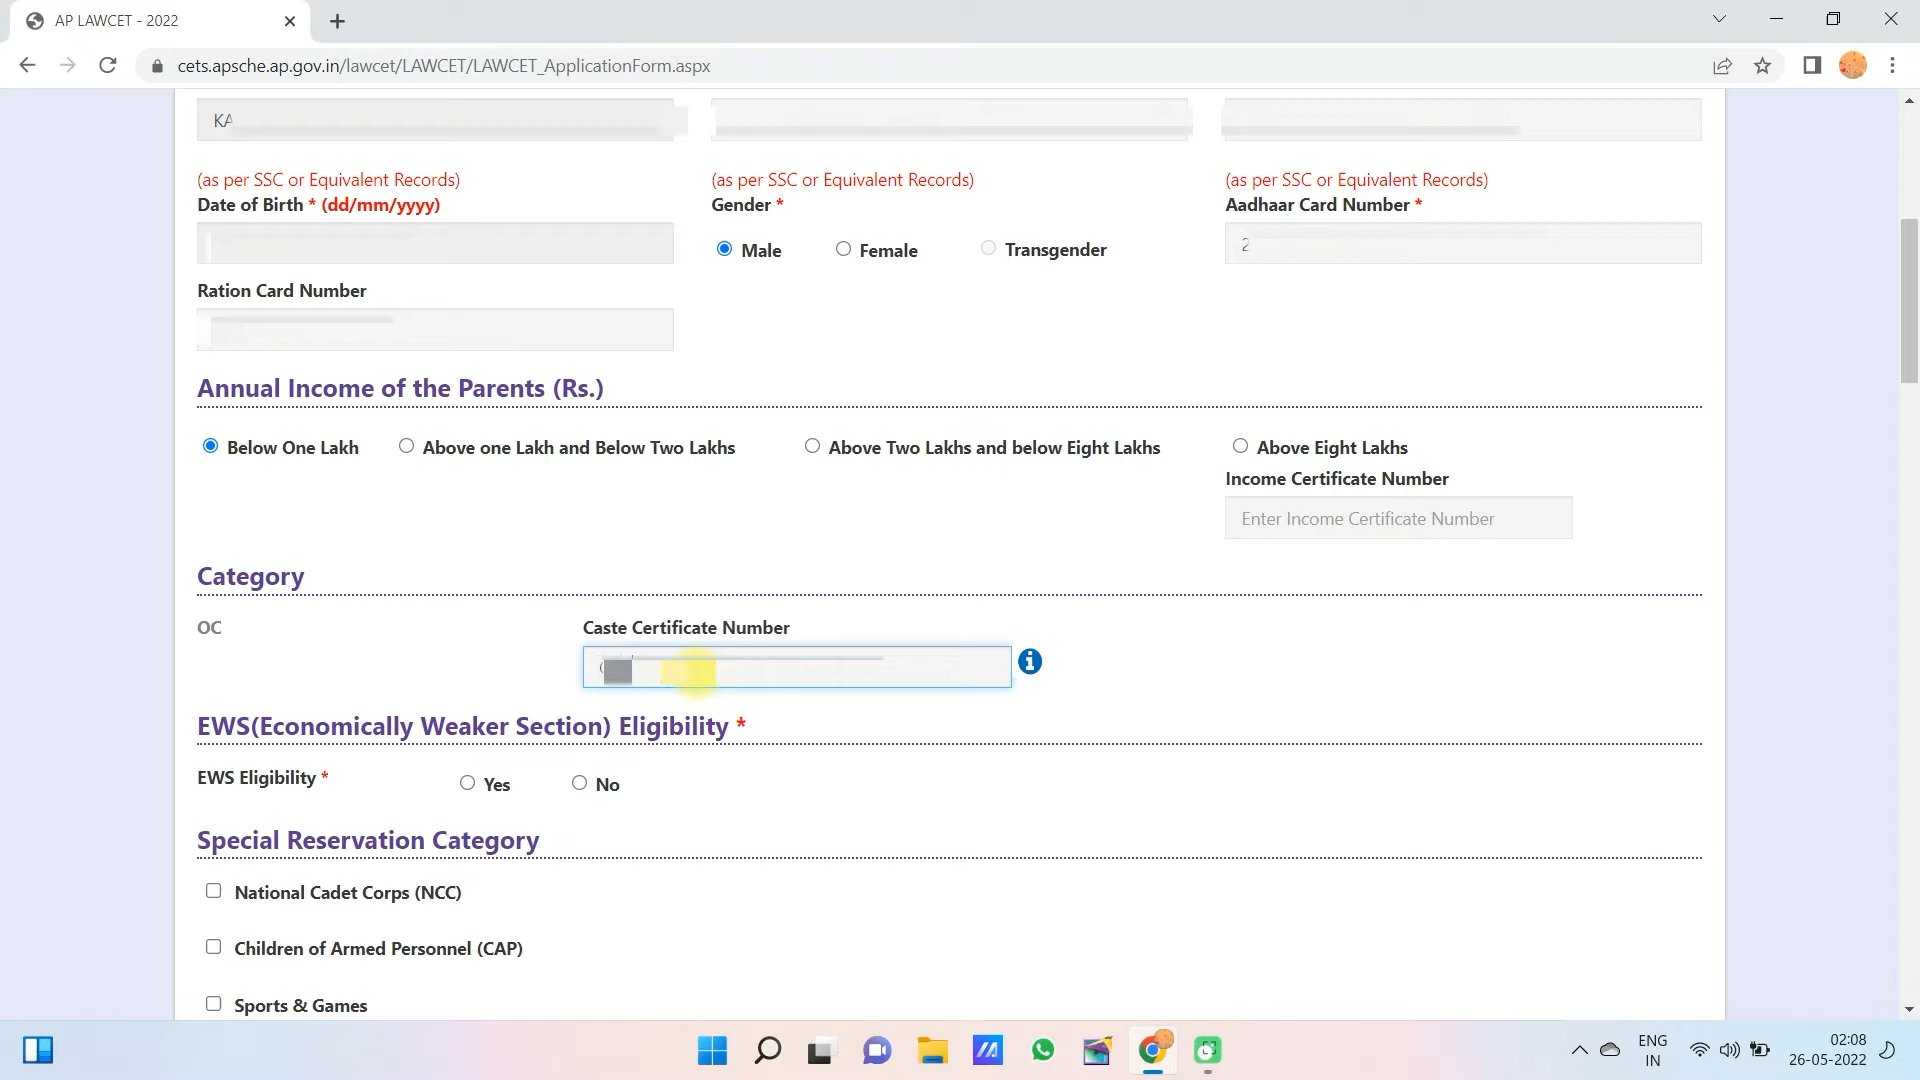 AP LAWCET - 2022
cets.apsche.ap.gov.in/lawcet/LAWCET/LAWCET_ApplicationForm.aspx
KA
(as per SSC or Equivalent Records) (as per SSC or Equivalent Records) (as per SSC or Equivalent Records)
Date of Birth * (dd/mm/yyyy) Gender * Aadhaar Card Number *
Male Female Transgender 2
Ration Card Number
Annual Income of the Parents (Rs.)
Below One Lakh Above one Lakh and Below Two Lakhs Above Two Lakhs and below Eight Lakhs Above Eight Lakhs
Income Certificate Number
Enter Income Certificate Number
Category
OC Caste Certificate Number
EWS(Economically Weaker Section) Eligibility *
EWS Eligibility * Yes No
Special Reservation Category
National Cadet Corps (NCC)
Children of Armed Personnel (CAP)
Sports & Games
ENG
IN
02:08
26-05-2022